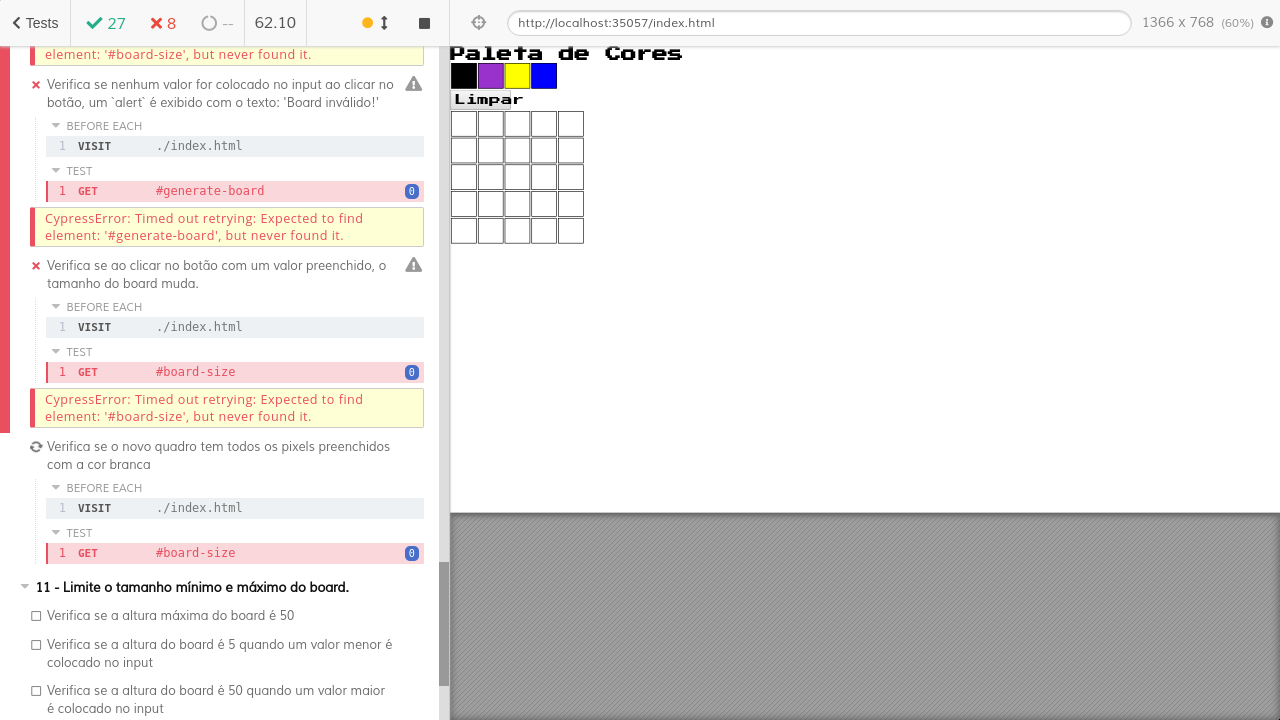 Tests
27
8
--
62.10
http://localhost:35057/index.html
1366 x 768 (60%)
element: '#board-size', but never found it.
Verifica se nenhum valor for colocado no input ao clicar no
botão, um `alert` é exibido com o texto: 'Board inválido!'
BEFORE EACH
1 VISIT ./index.html
TEST
1 GET #generate-board 0
CypressError: Timed out retrying: Expected to find
element: '#generate-board', but never found it.
Verifica se ao clicar no botão com um valor preenchido, o
tamanho do board muda.
BEFORE EACH
1 VISIT ./index.html
TEST
1 GET #board-size 0
CypressError: Timed out retrying: Expected to find
element: '#board-size', but never found it.
Verifica se o novo quadro tem todos os pixels preenchidos
com a cor branca
BEFORE EACH
1 VISIT ./index.html
TEST
1 GET #board-size 0
11 - Limite o tamanho mínimo e máximo do board.
Verifica se a altura máxima do board é 50
Verifica se a altura do board é 5 quando um valor menor é
colocado no input
Verifica se a altura do board é 50 quando um valor maior
é colocado no input
Paleta de Cores
Limpar